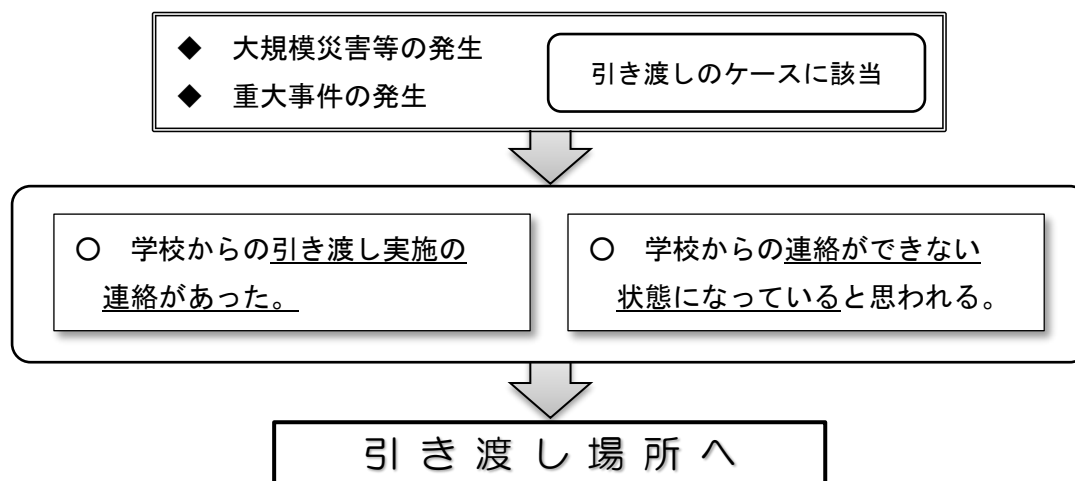 ◆ 大規模災害等の発生
◆ 重大事件の発生
引き渡しのケースに該当
○ 学校からの引き渡し実施の
連絡があった。
○ 学校からの連絡ができない
状態になっていると思われる。
引き渡し場所へ